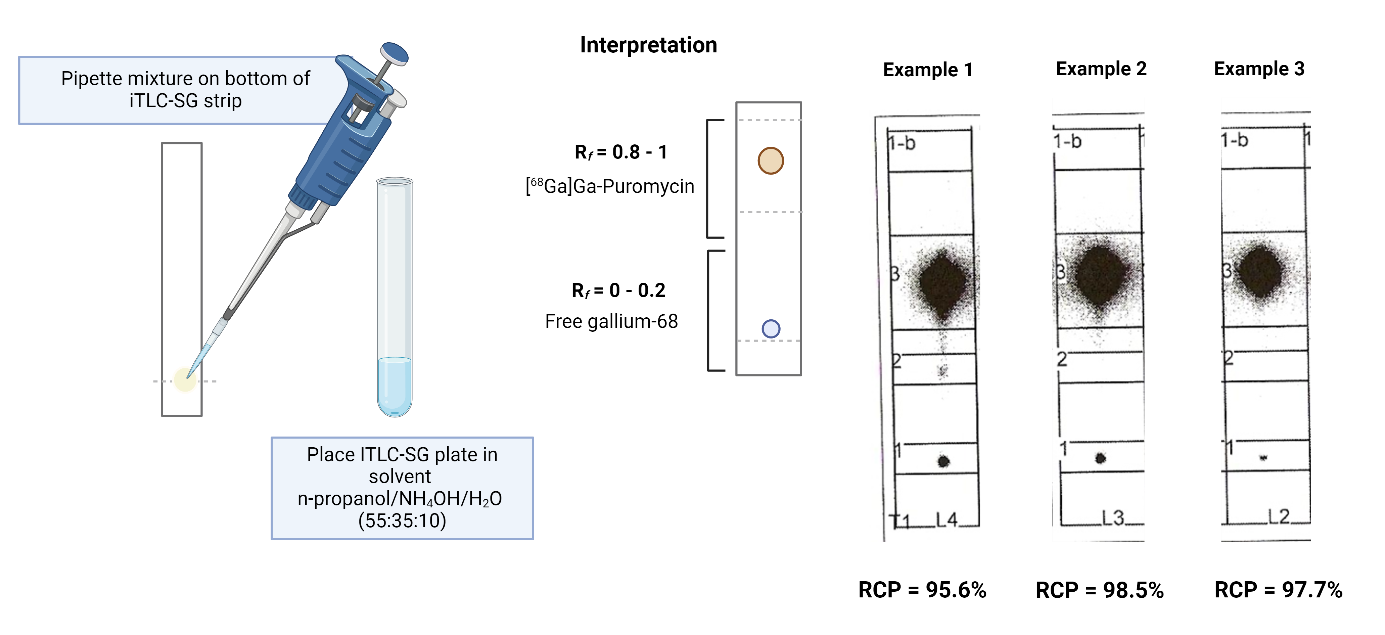 Pipette mixture on bottom of
iTLC-SG strip
Place ITLC-SG plate in
solvent
n-propanol/NH₄OH/H₂O
(55:35:10)
Interpretation
Rf = 0.8 - 1
[⁶⁸Ga]Ga-Puromycin
Rf = 0 - 0.2
Free gallium-68
Example 1
1-b
3
2
1
T1 L4
RCP = 95.6%
Example 2
1-b
3
2
1
L3
RCP = 98.5%
Example 3
1-b
3
2
1
L2
RCP = 97.7%